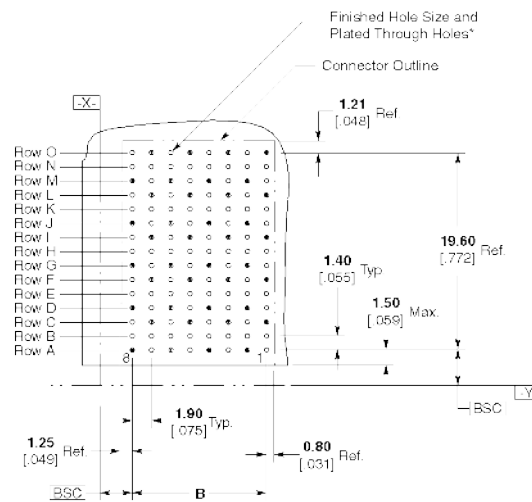 Finished Hole Size and
Plated Through Holes*
Connector Outline
-X-
1.21 Ref.
[.048]
Row O
Row N
Row M
Row L
Row K
Row J
Row I
Row H
Row G
Row F
Row E
Row D
Row C
Row B
Row A
19.60 Ref.
[.772]
1.40 Typ.
[.055]
1.50 Max.
[.059]
8
1
-Y-
BSC
1.90 Typ.
[.075]
1.25 Ref.
[.049]
0.80 Ref.
[.031]
BSC
B